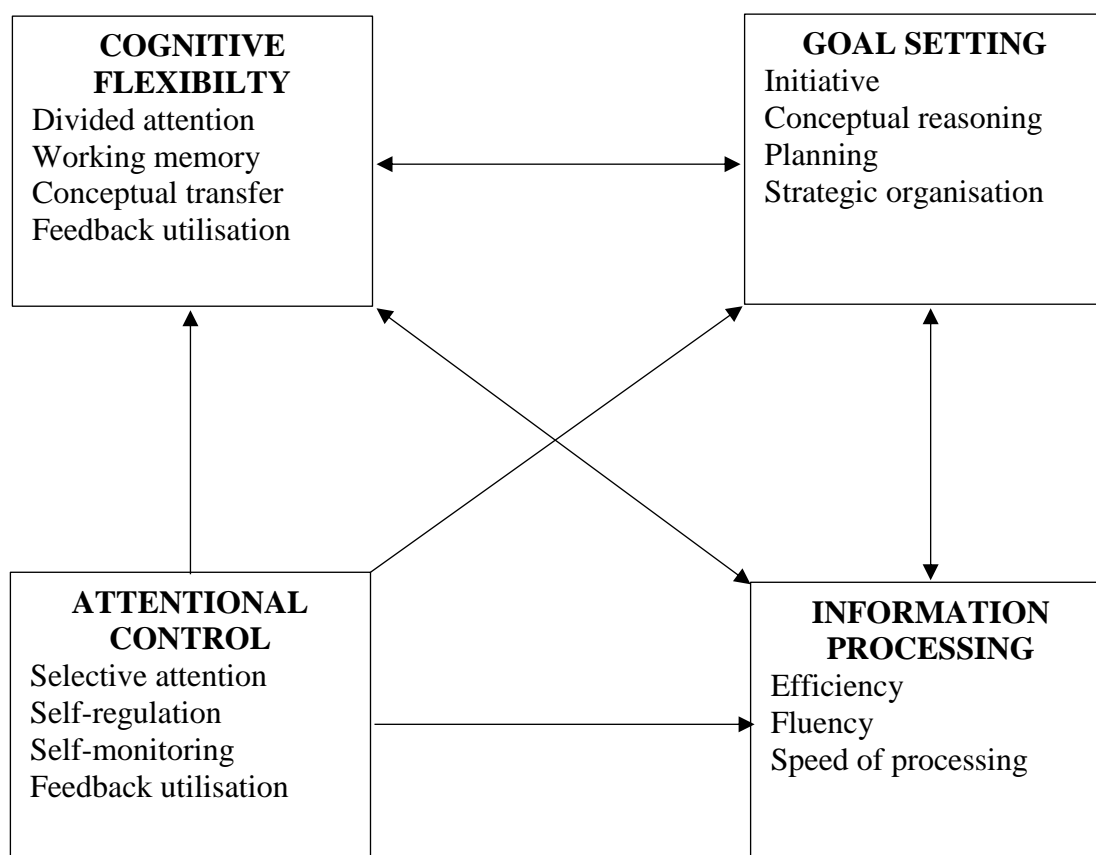 COGNITIVE
FLEXIBILTY
Divided attention
Working memory
Conceptual transfer
Feedback utilisation
GOAL SETTING
Initiative
Conceptual reasoning
Planning
Strategic organisation
ATTENTIONAL
CONTROL
Selective attention
Self-regulation
Self-monitoring
Feedback utilisation
INFORMATION
PROCESSING
Efficiency
Fluency
Speed of processing